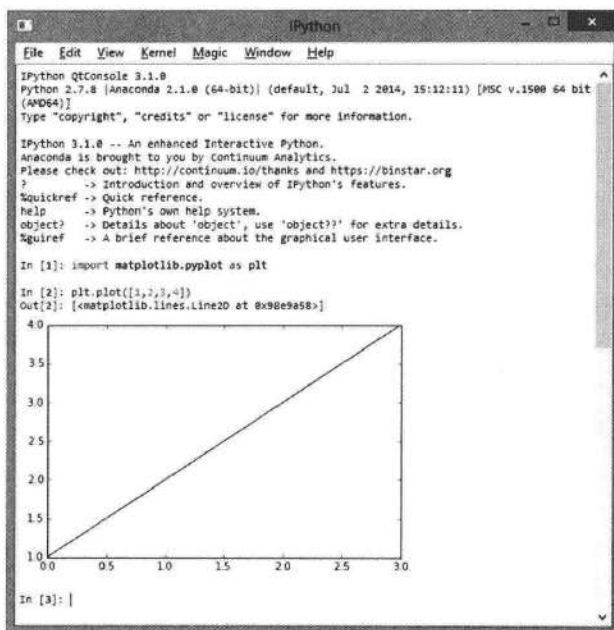 IPython
File Edit View Kernel Magic Window Help
IPython QtConsole 3.1.0
Python 2.7.8 |Anaconda 2.1.0 (64-bit)| (default, Jul 2 2014, 15:12:11) [MSC v.1500 64 bit
(AMD64)]
Type "copyright", "credits" or "license" for more information.
IPython 3.1.0 -- An enhanced Interactive Python.
Anaconda is brought to you by Continuum Analytics.
Please check out: http://continuum.io/thanks and https://binstar.org
? -> Introduction and overview of IPython's features.
%quickref -> Quick reference.
help -> Python's own help system.
object? -> Details about 'object', use 'object??' for extra details.
%guiref -> A brief reference about the graphical user interface.
In [1]: import matplotlib.pyplot as plt
In [2]: plt.plot([1,2,3,4])
Out[2]: [<matplotlib.lines.Line2D at 0x98e9a58>]
4.0
3.5
3.0
2.5
2.0
1.5
1.0
0.0 0.5 1.0 1.5 2.0 2.5 3.0
In [3]: